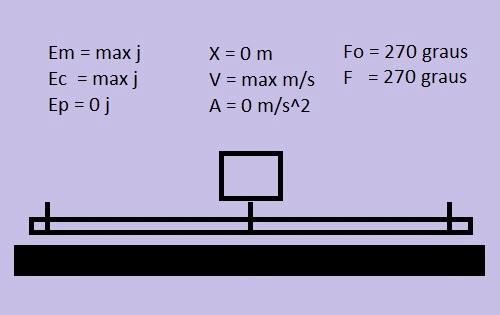 Em = max j
Ec = max j
Ep = 0 j
X = 0 m
V = max m/s
A = 0 m/s^2
Fo = 270 graus
F = 270 graus